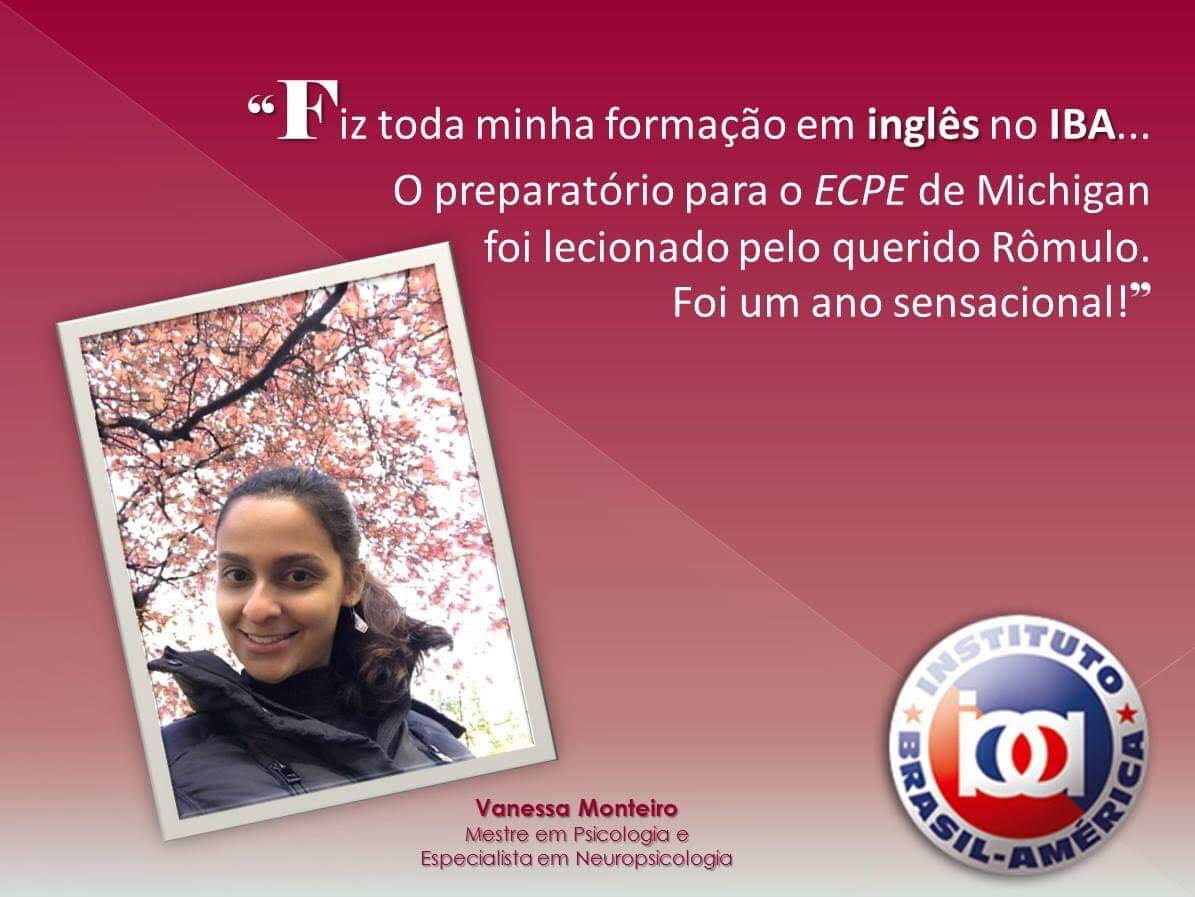 “Fiz toda minha formação em inglês no IBA...
O preparatório para o ECPE de Michigan
foi lecionado pelo querido Rômulo.
Foi um ano sensacional!”
Vanessa Monteiro
Mestre em Psicologia e
Especialista em Neuropsicologia
INSTITUTO
iba
BRASIL-AMÉRICA